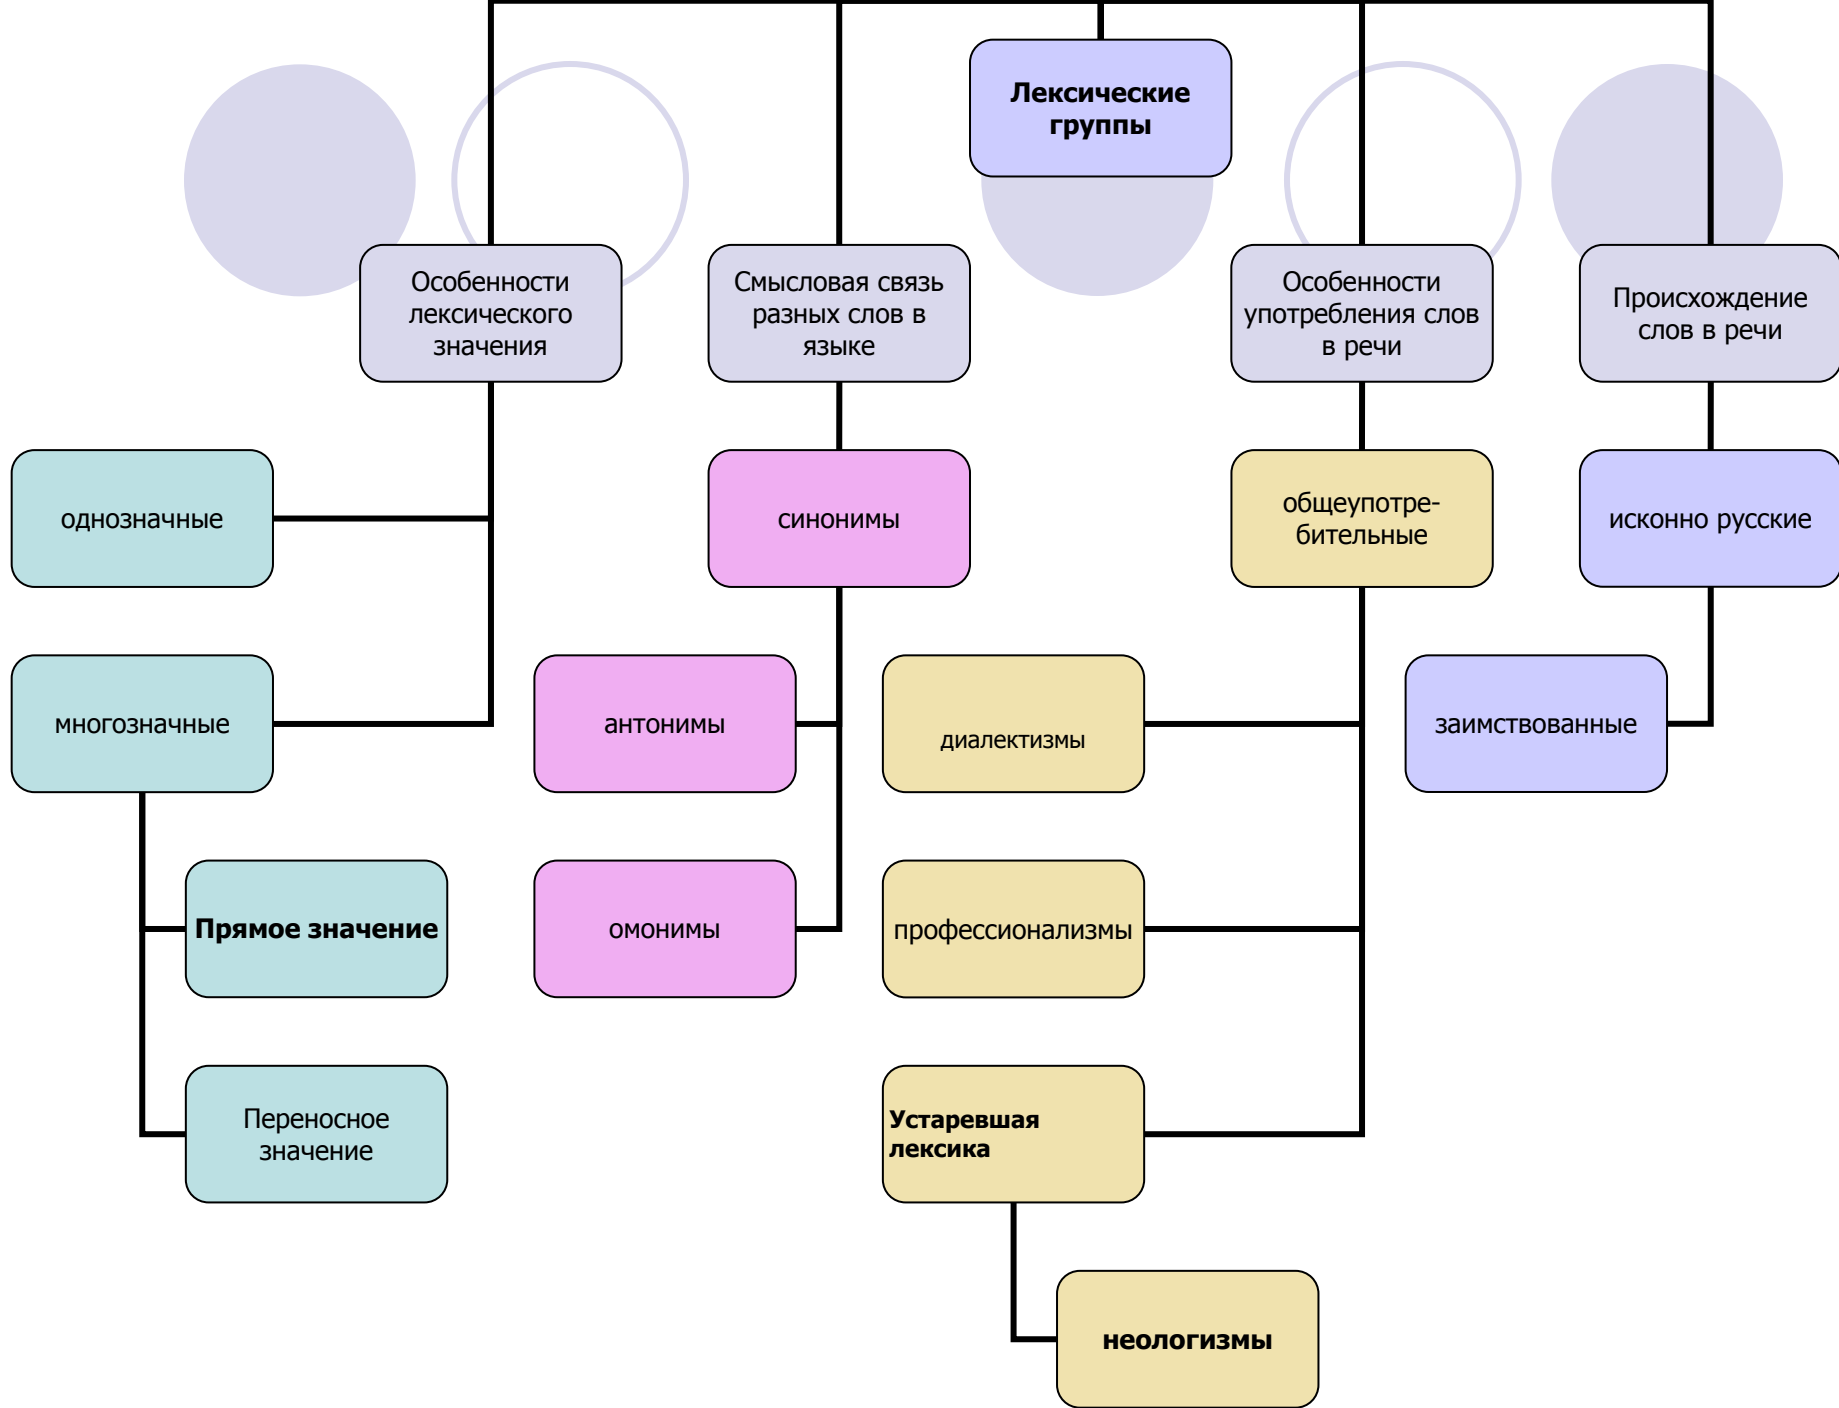 Лексические
группы
Особенности
лексического
значения
Смысловая связь
разных слов в
языке
Особенности
употребления слов
в речи
Происхождение
слов в речи
однозначные
синонимы
общеупотре-
бительные
исконно русские
многозначные
антонимы
диалектизмы
заимствованные
Прямое значение
омонимы
профессионализмы
Переносное
значение
Устаревшая
лексика
неологизмы